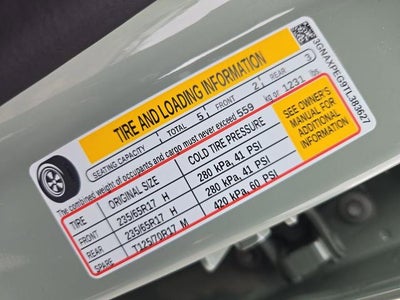 3GNAXPEG9TL383627
TIRE AND LOADING INFORMATION
SEATING CAPACITY TOTAL 5 FRONT 2 REAR 3
The combined weight of occupants and cargo must never exceed 559 kg or 1231 lbs
TIRE ORIGINAL SIZE COLD TIRE PRESSURE
FRONT 235/65R17 H 280 kPa, 41 PSI
REAR 235/65R17 H 280 kPa, 41 PSI
SPARE T125/70R17 M 420 kPa, 60 PSI
SEE OWNER'S
MANUAL FOR
ADDITIONAL
INFORMATION